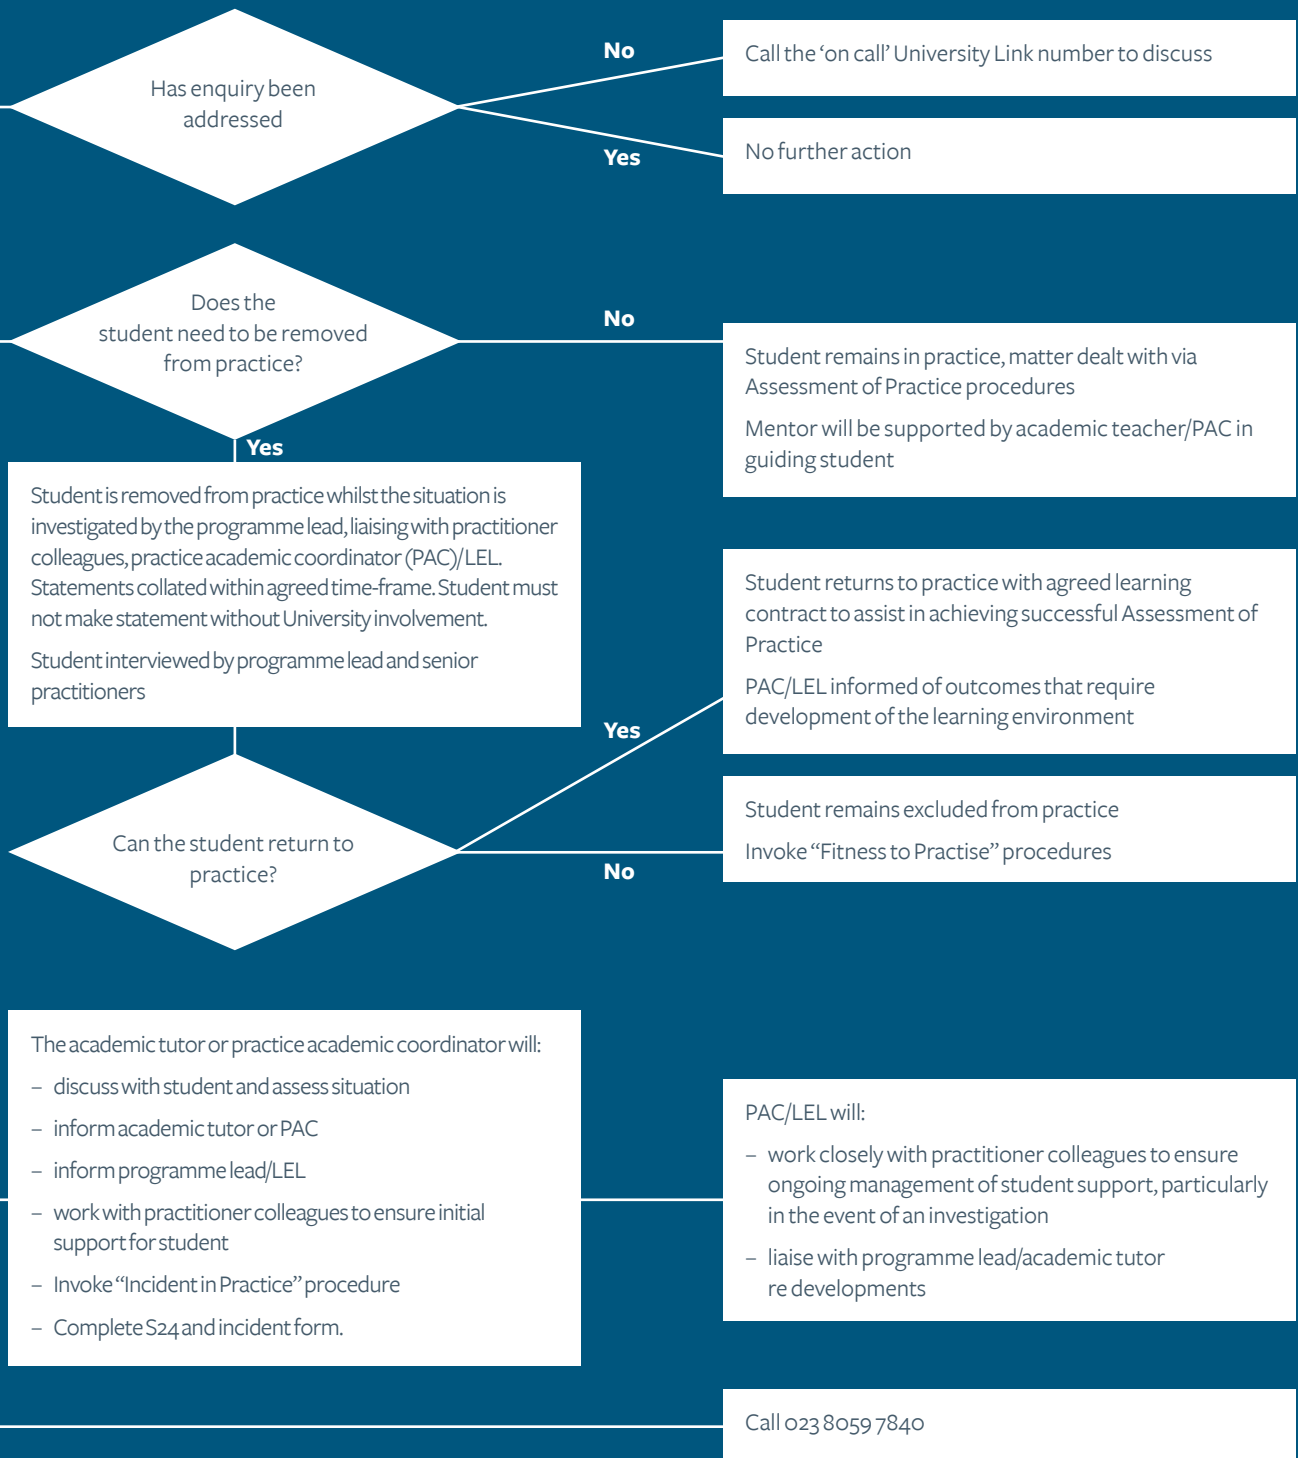 Has enquiry been
addressed
No
Call the ‘on call’ University Link number to discuss
Yes
No further action
Does the
student need to be removed
from practice?
No
Student remains in practice, matter dealt with via
Assessment of Practice procedures
Mentor will be supported by academic teacher/PAC in
guiding student
Yes
Student is removed from practice whilst the situation is
investigated by the programme lead, liaising with practitioner
colleagues, practice academic coordinator (PAC)/LEL.
Statements collated within agreed time-frame. Student must
not make statement without University involvement.
Student interviewed by programme lead and senior
practitioners
Can the student return to
practice?
Yes
Student returns to practice with agreed learning
contract to assist in achieving successful Assessment of
Practice
PAC/LEL informed of outcomes that require
development of the learning environment
No
Student remains excluded from practice
Invoke “Fitness to Practise” procedures
The academic tutor or practice academic coordinator will:
– discuss with student and assess situation
– inform academic tutor or PAC
– inform programme lead/LEL
– work with practitioner colleagues to ensure initial
support for student
– Invoke “Incident in Practice” procedure
– Complete S24 and incident form.
PAC/LEL will:
– work closely with practitioner colleagues to ensure
ongoing management of student support, particularly
in the event of an investigation
– liaise with programme lead/academic tutor
re developments
Call 023 8059 7840